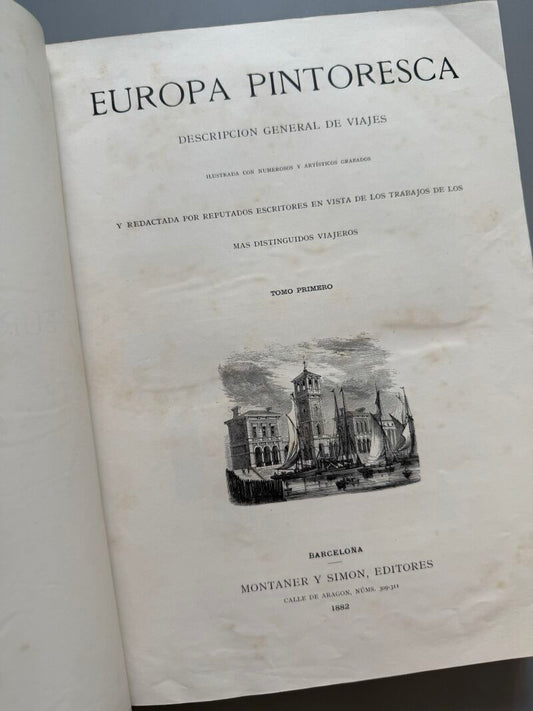 EUROPA PINTORESCA
DESCRIPCION GENERAL DE VIAJES
ILUSTRADA CON NUMEROSOS Y ARTÍSTICOS GRABADOS
Y REDACTADA POR REPUTADOS ESCRITORES EN VISTA DE LOS TRABAJOS DE LOS
MAS DISTINGUIDOS VIAJEROS
TOMO PRIMERO
BARCELONA
MONTANER Y SIMON, EDITORES
CALLE DE ARAGON, NÚMS. 309-311
1882